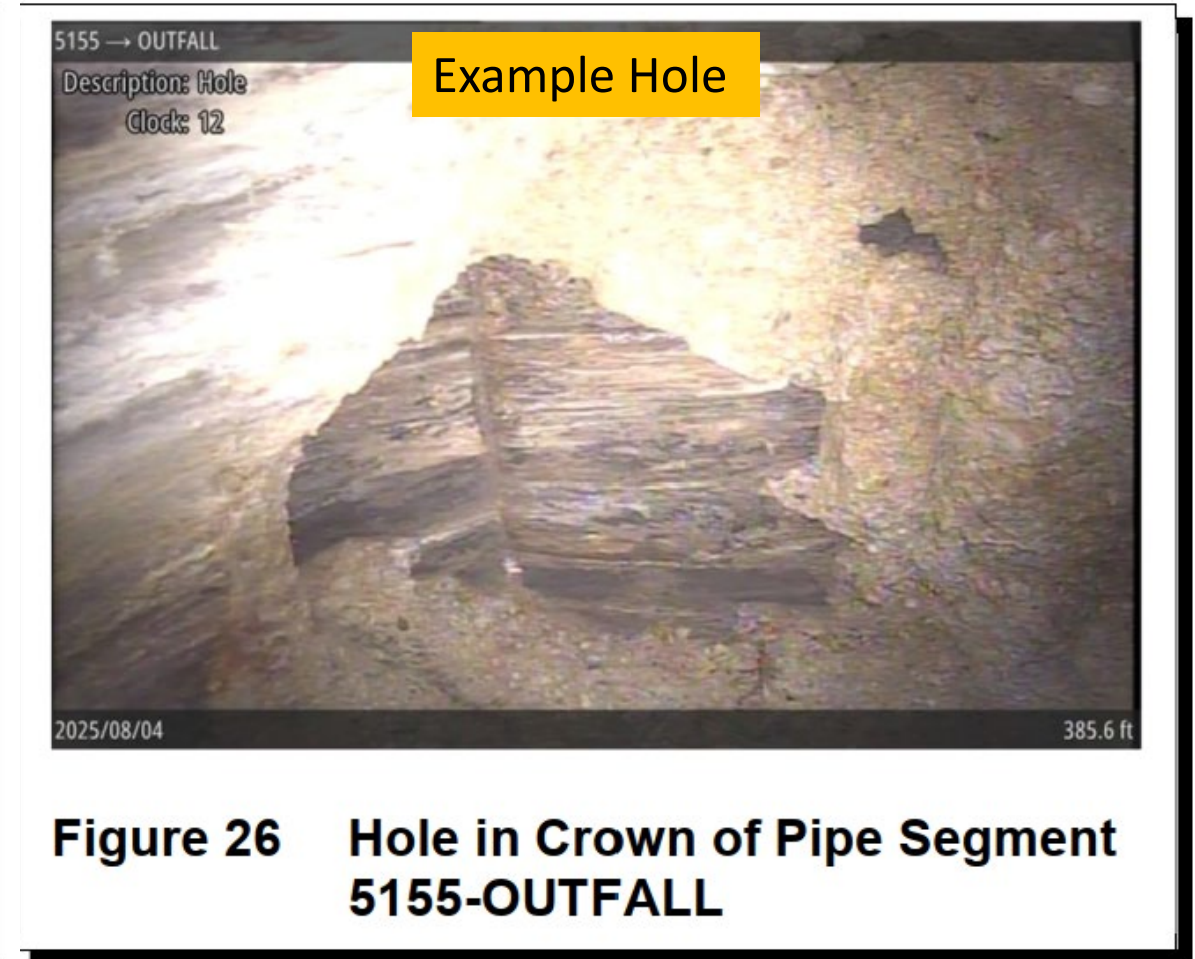 5155 → OUTFALL
Example Hole
Description: Hole
Clock: 12
2025/08/04
385.6 ft
Figure 26 Hole in Crown of Pipe Segment
5155-OUTFALL